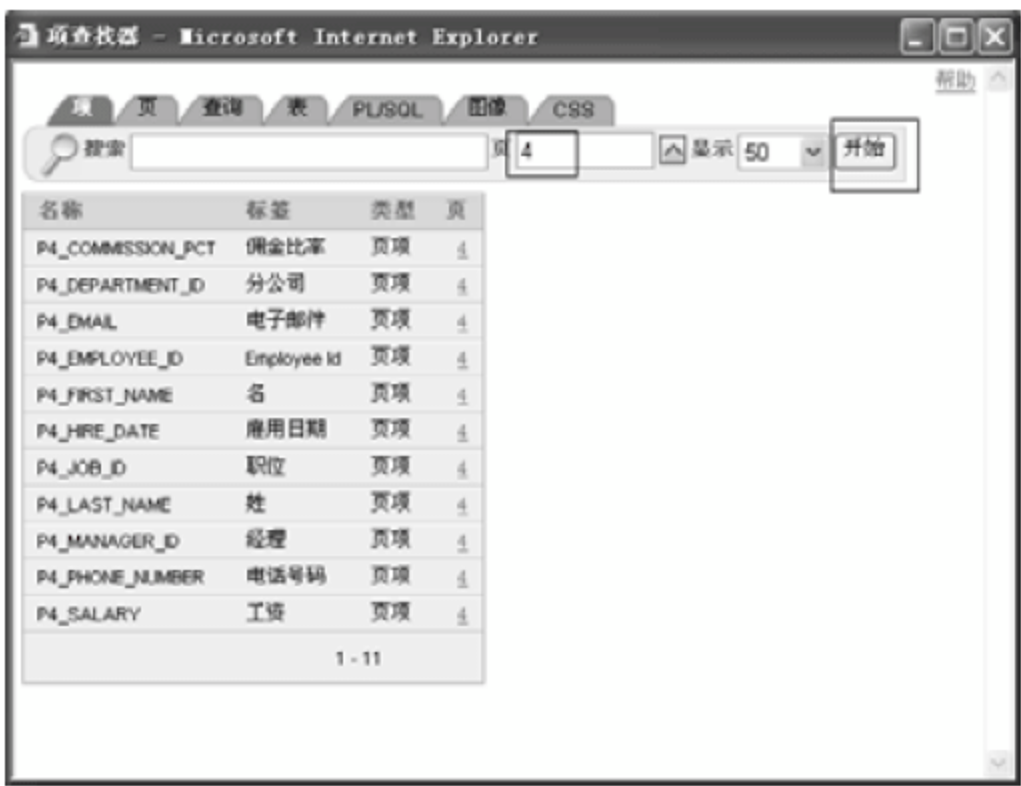 项查找器 - Microsoft Internet Explorer
帮助
项 页 查询 表 PL/SQL 图像 CSS
搜索 页 4 显示 50 开始
名称 标签 类型 页
P4_COMMISSION_PCT 佣金比率 页项 4
P4_DEPARTMENT_ID 分公司 页项 4
P4_EMAIL 电子邮件 页项 4
P4_EMPLOYEE_ID Employee Id 页项 4
P4_FIRST_NAME 名 页项 4
P4_HIRE_DATE 雇用日期 页项 4
P4_JOB_ID 职位 页项 4
P4_LAST_NAME 姓 页项 4
P4_MANAGER_ID 经理 页项 4
P4_PHONE_NUMBER 电话号码 页项 4
P4_SALARY 工资 页项 4
1 - 11